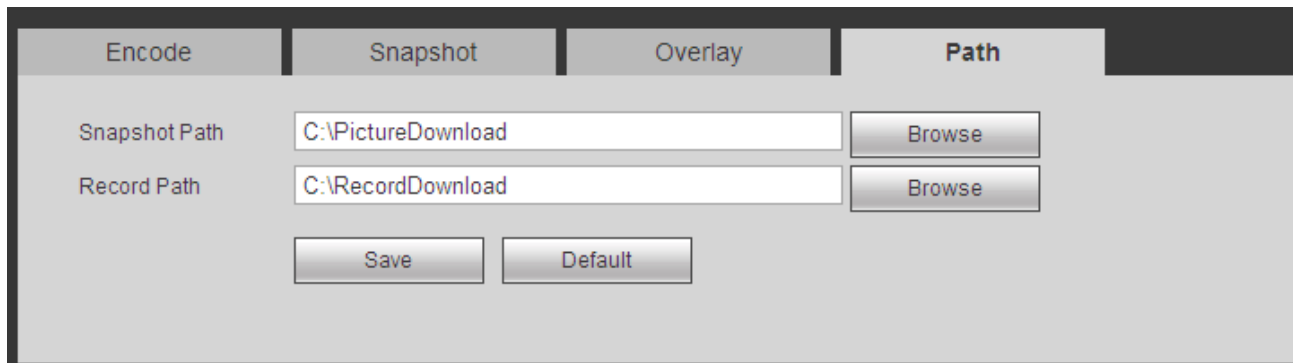 Encode Snapshot Overlay Path
Snapshot Path C:\PictureDownload Browse
Record Path C:\RecordDownload Browse
Save Default